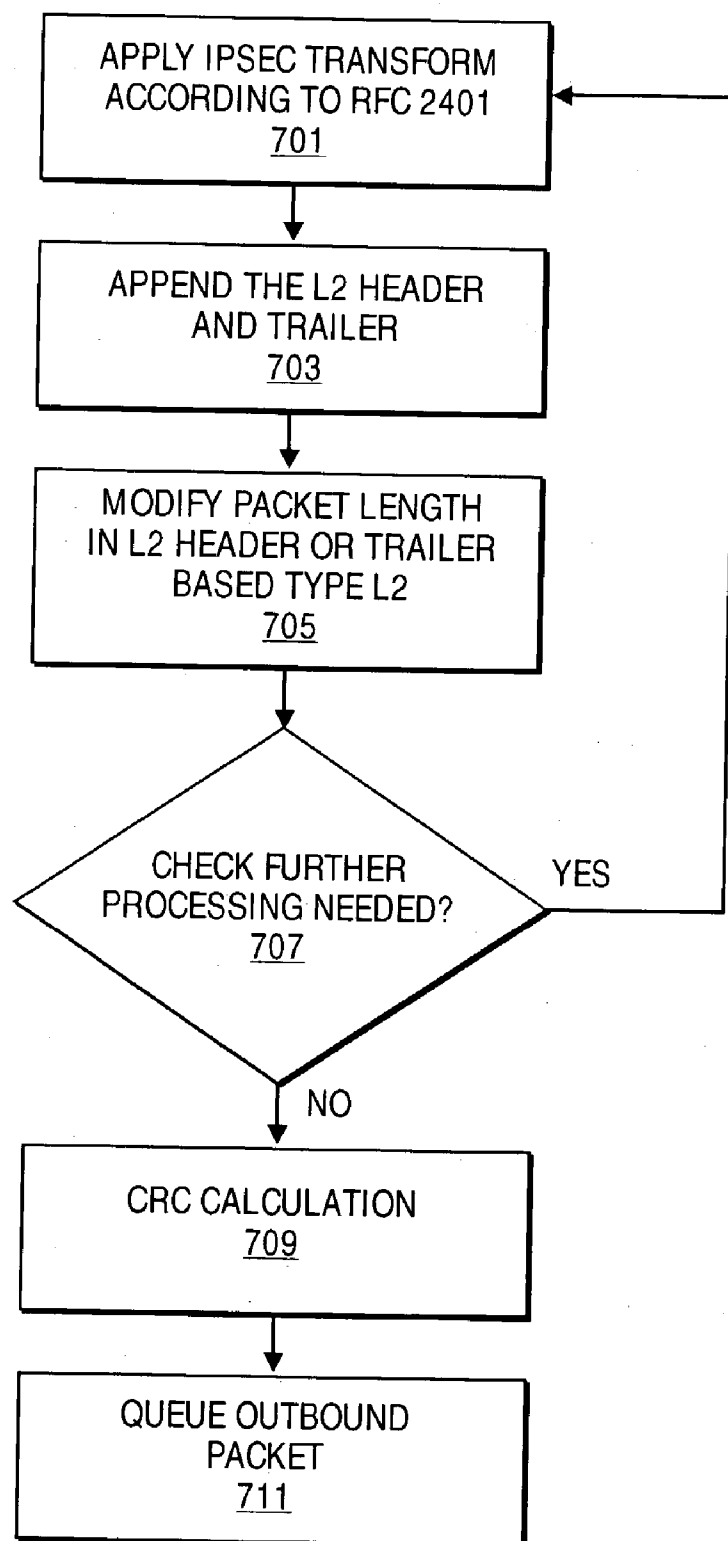 APPLY IPSEC TRANSFORM
ACCORDING TO RFC 2401
701
APPEND THE L2 HEADER
AND TRAILER
703
MODIFY PACKET LENGTH
IN L2 HEADER OR TRAILER
BASED TYPE L2
705
CHECK FURTHER
PROCESSING NEEDED?
707
YES
NO
CRC CALCULATION
709
QUEUE OUTBOUND
PACKET
711